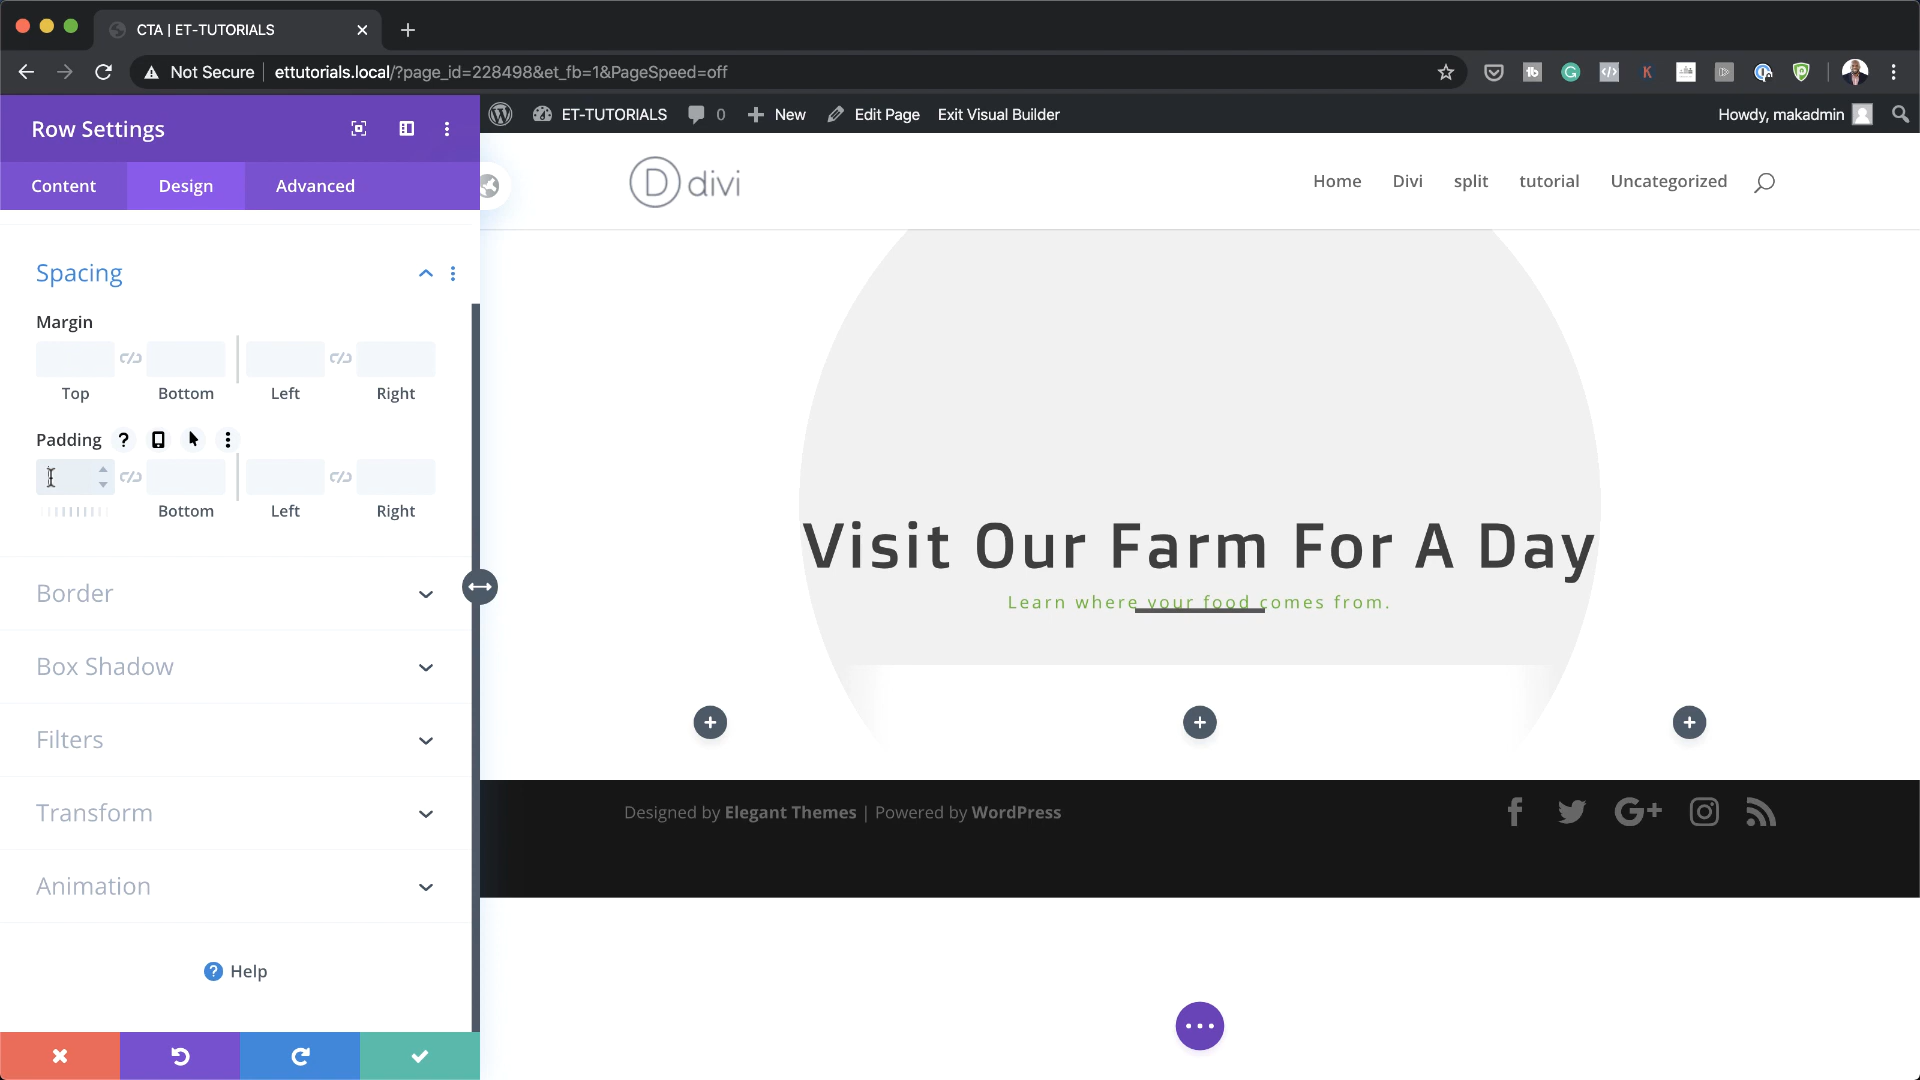 CTA | ET-TUTORIALS
Not Secure
ettutorials.local/?page_id=228498&et_fb=1&PageSpeed=off
Row Settings
ET-TUTORIALS
0
New
Edit Page
Exit Visual Builder
Howdy, makadmin
Content
Design
Advanced
divi
Home
Divi
split
tutorial
Uncategorized
Spacing
Margin
Top
Bottom
Left
Right
Padding
Bottom
Left
Right
Visit Our Farm For A Day
Learn where your food comes from.
Border
Box Shadow
Filters
Transform
Animation
Help
Designed by Elegant Themes | Powered by WordPress